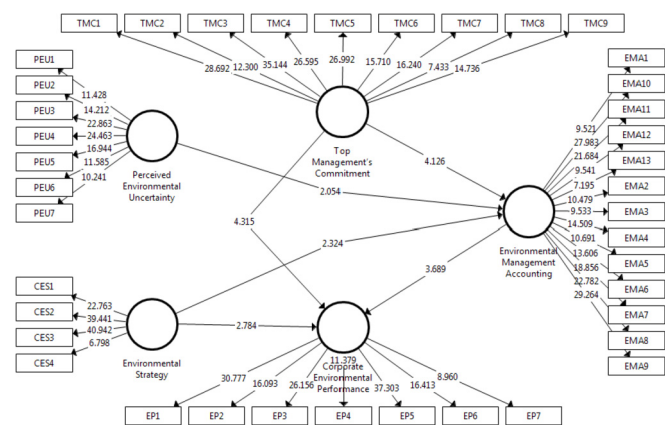 TMC1 TMC2 TMC3 TMC4 TMC5 TMC6 TMC7 TMC8 TMC9
28.692 12.300 35.144 26.595 26.992 15.710 16.240 7.433 14.736
PEU1
PEU2
PEU3
PEU4
PEU5
PEU6
PEU7
11.428
14.212
22.863
24.463
16.944
11.585
10.241
Perceived
Environmental
Uncertainty
Top
Management's
Commitment
4.126
2.054
4.315
2.324
3.689
2.784
EMA1
EMA10
EMA11
EMA12
EMA13
EMA2
EMA3
EMA4
EMA5
EMA6
EMA7
EMA8
EMA9
9.521
27.983
21.684
9.541
7.195
10.479
9.533
14.509
10.691
13.606
18.856
22.782
29.264
Environmental
Management
Accounting
CES1
CES2
CES3
CES4
22.763
39.441
40.942
6.798
Environmental
Strategy
Corporate
Environmental
Performance
30.777 16.093 26.156 11.379 37.303 16.413 8.960
EP1 EP2 EP3 EP4 EP5 EP6 EP7